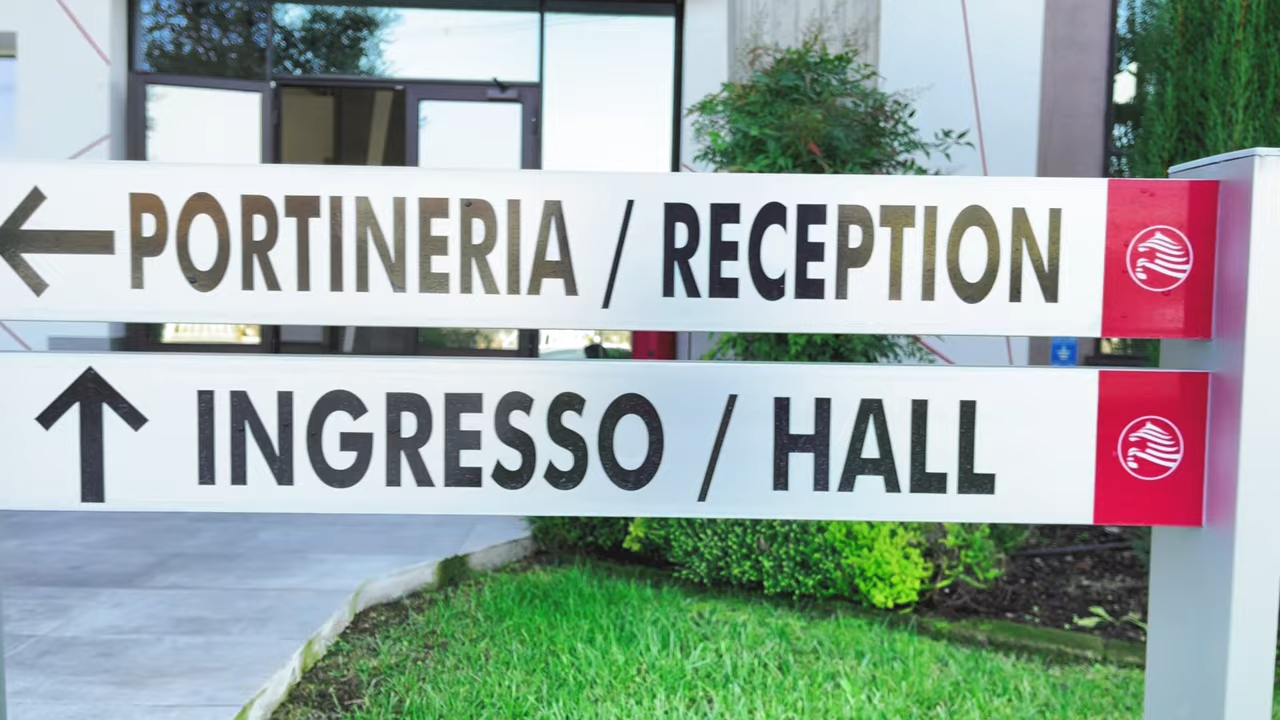 ← PORTINERIA / RECEPTION
↑ INGRESSO / HALL